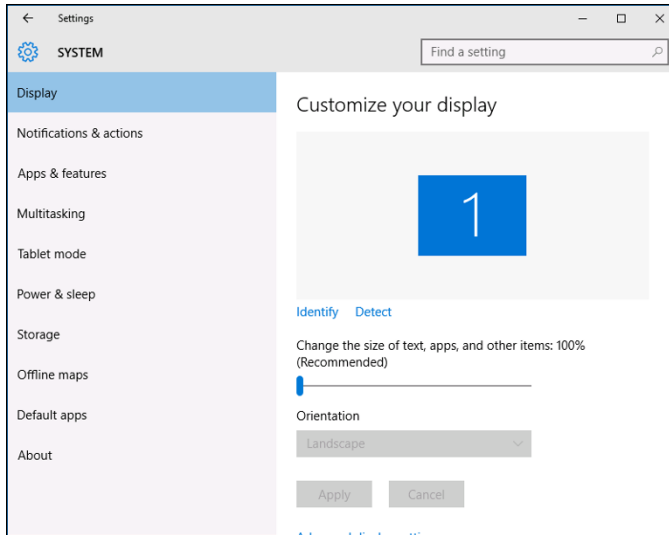 Settings
SYSTEM
Find a setting
Display
Notifications & actions
Apps & features
Multitasking
Tablet mode
Power & sleep
Storage
Offline maps
Default apps
About
Customize your display
1
Identify Detect
Change the size of text, apps, and other items: 100%
(Recommended)
Orientation
Landscape
Apply Cancel